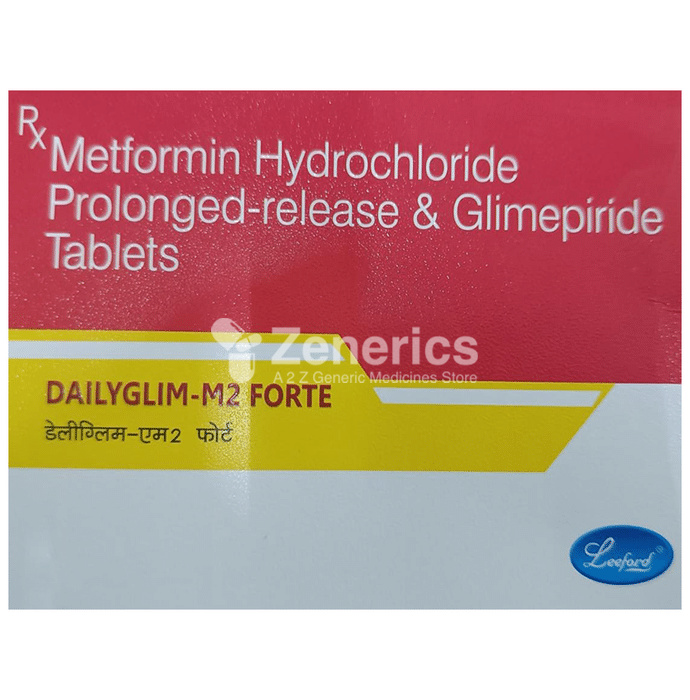 Rx Metformin Hydrochloride
Prolonged-release & Glimepiride
Tablets
Zenerics
A 2 Z Generic Medicines Store
DAILYGLIM-M2 FORTE
डेलीग्लिम-एम2 फोर्ट
Leeford